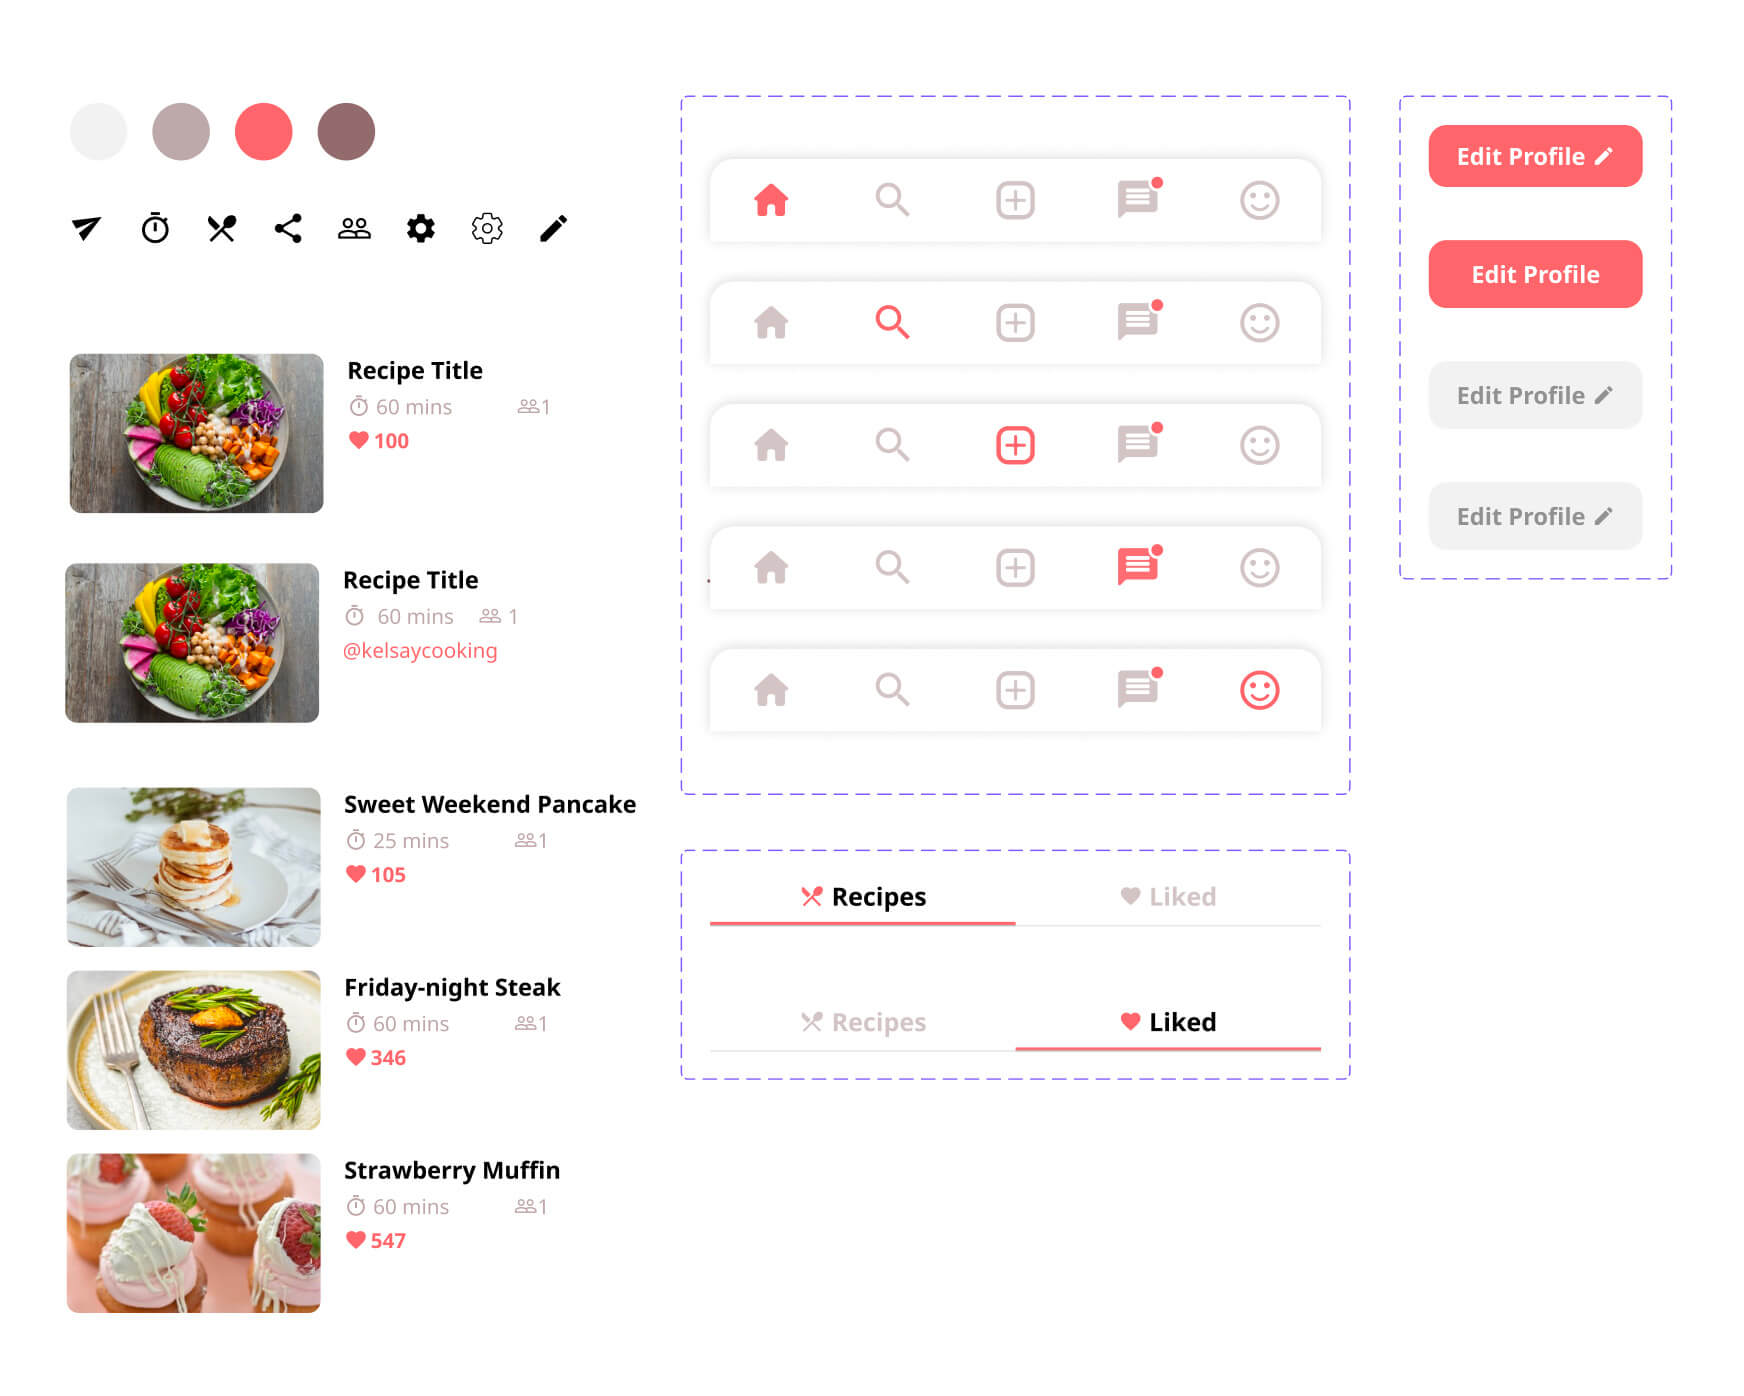 Recipe Title
60 mins 1
100
Recipe Title
60 mins 1
@kelsaycooking
Sweet Weekend Pancake
25 mins 1
105
Friday-night Steak
60 mins 1
346
Strawberry Muffin
60 mins 1
547
Recipes Liked
Recipes Liked
Edit Profile
Edit Profile
Edit Profile
Edit Profile